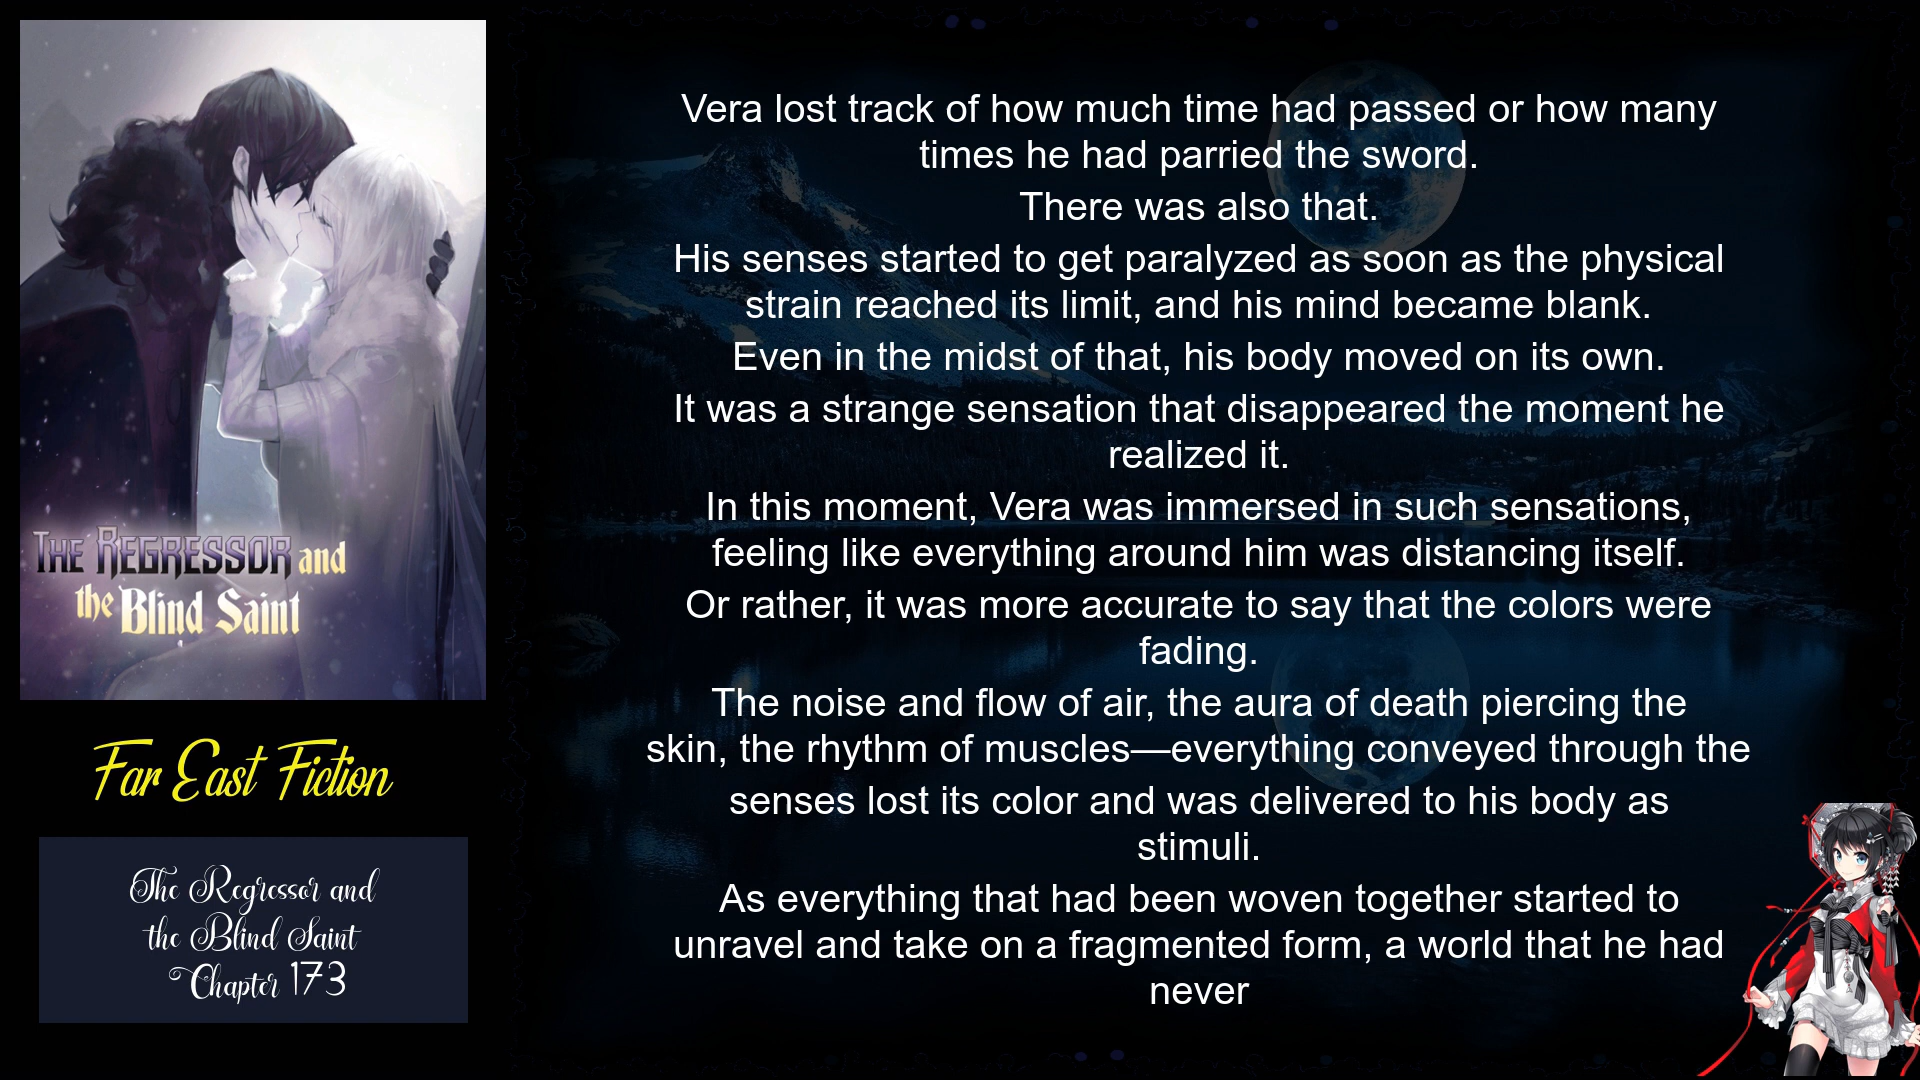 THE REGRESSOR and
the Blind Saint
Far East Fiction
The Regressor and
the Blind Saint
Chapter 173
Vera lost track of how much time had passed or how many
times he had parried the sword.
There was also that.
His senses started to get paralyzed as soon as the physical
strain reached its limit, and his mind became blank.
Even in the midst of that, his body moved on its own.
It was a strange sensation that disappeared the moment he
realized it.
In this moment, Vera was immersed in such sensations,
feeling like everything around him was distancing itself.
Or rather, it was more accurate to say that the colors were
fading.
The noise and flow of air, the aura of death piercing the
skin, the rhythm of muscles—everything conveyed through the
senses lost its color and was delivered to his body as
stimuli.
As everything that had been woven together started to
unravel and take on a fragmented form, a world that he had
never